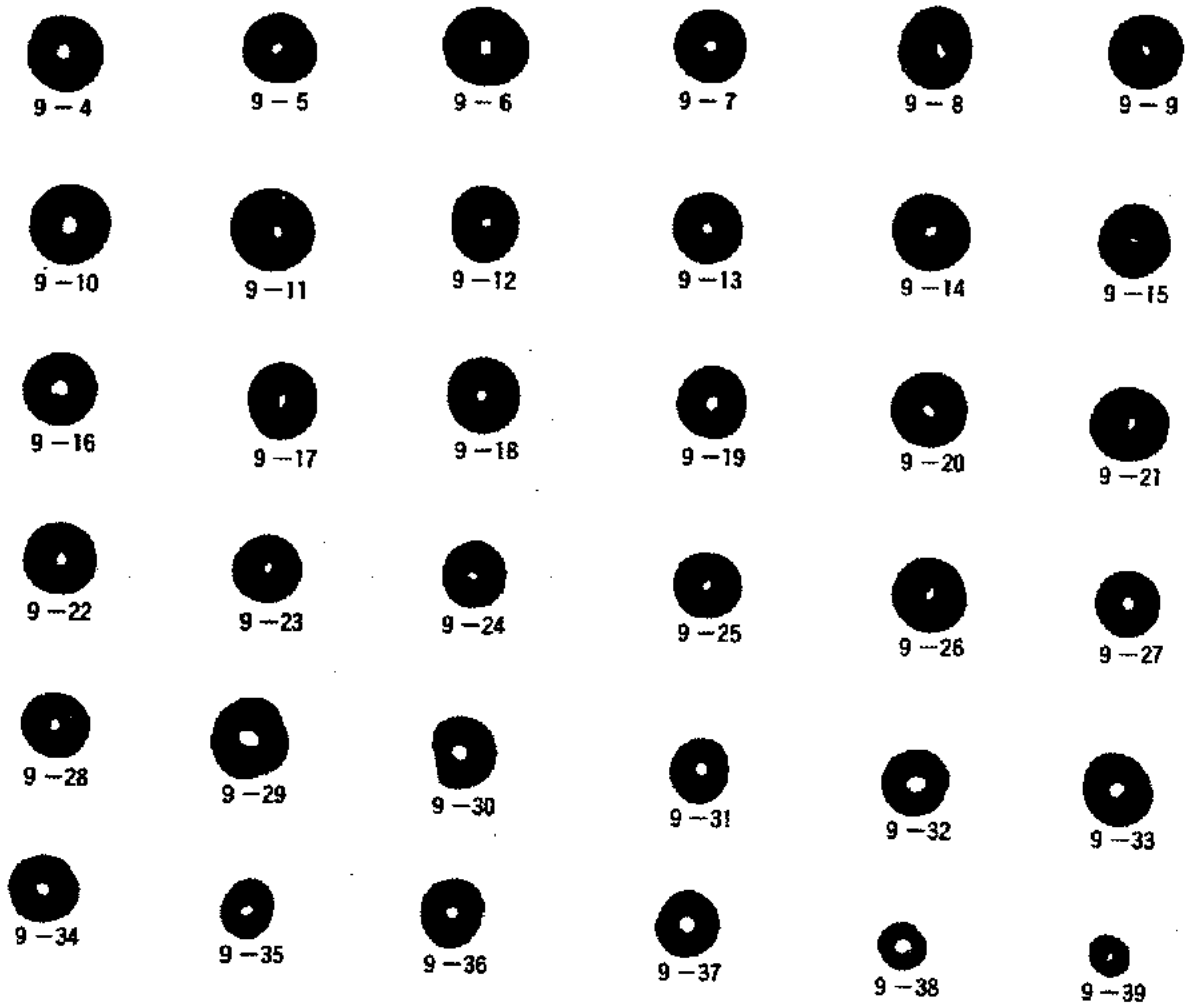 9 — 4
9 — 5
9 — 6
9 — 7
9 — 8
9 — 9
9 — 10
9 — 11
9 — 12
9 — 13
9 — 14
9 — 15
9 — 16
9 — 17
9 — 18
9 — 19
9 — 20
9 — 21
9 — 22
9 — 23
9 — 24
9 — 25
9 — 26
9 — 27
9 — 28
9 — 29
9 — 30
9 — 31
9 — 32
9 — 33
9 — 34
9 — 35
9 — 36
9 — 37
9 — 38
9 — 39